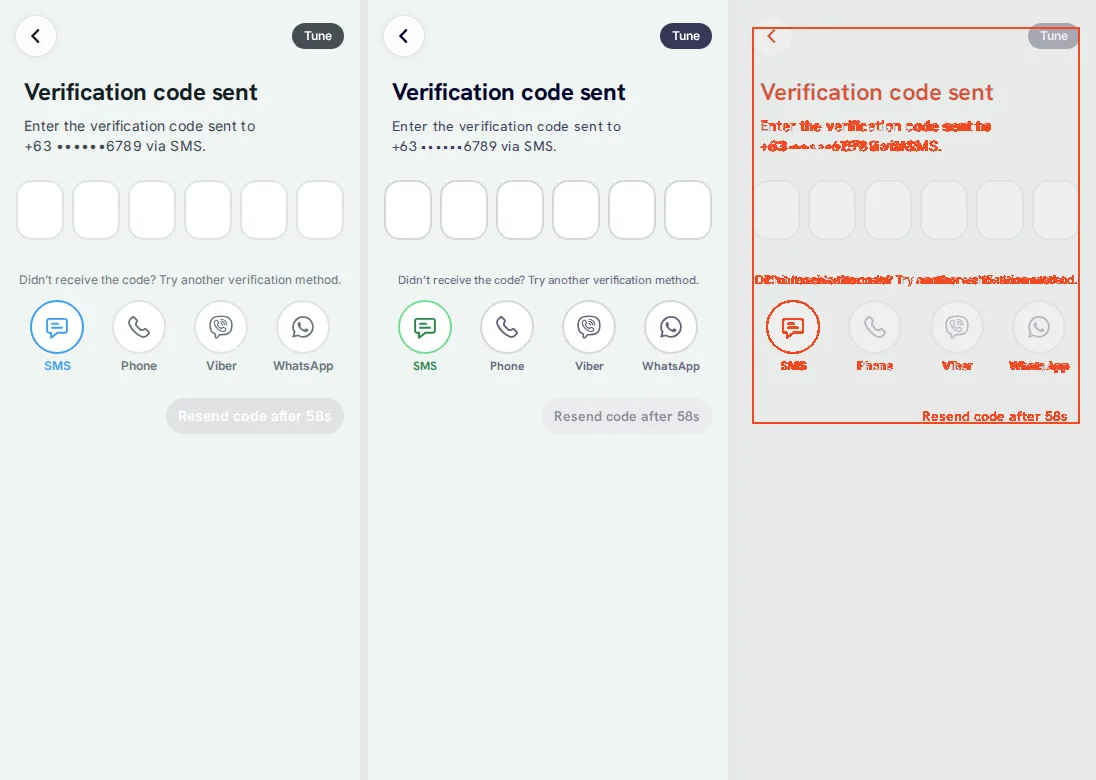 Tune
Verification code sent
Enter the verification code sent to
+63 ••••••6789 via SMS.
Didn't receive the code? Try another verification method.
SMS
Phone
Viber
WhatsApp
Resend code after 58s
Tune
Verification code sent
Enter the verification code sent to
+63 ••••••6789 via SMS.
Didn't receive the code? Try another verification method.
SMS
Phone
Viber
WhatsApp
Resend code after 58s
Tune
Verification code sent
Enter the verification code sent to
SMS
Resend code after 58s